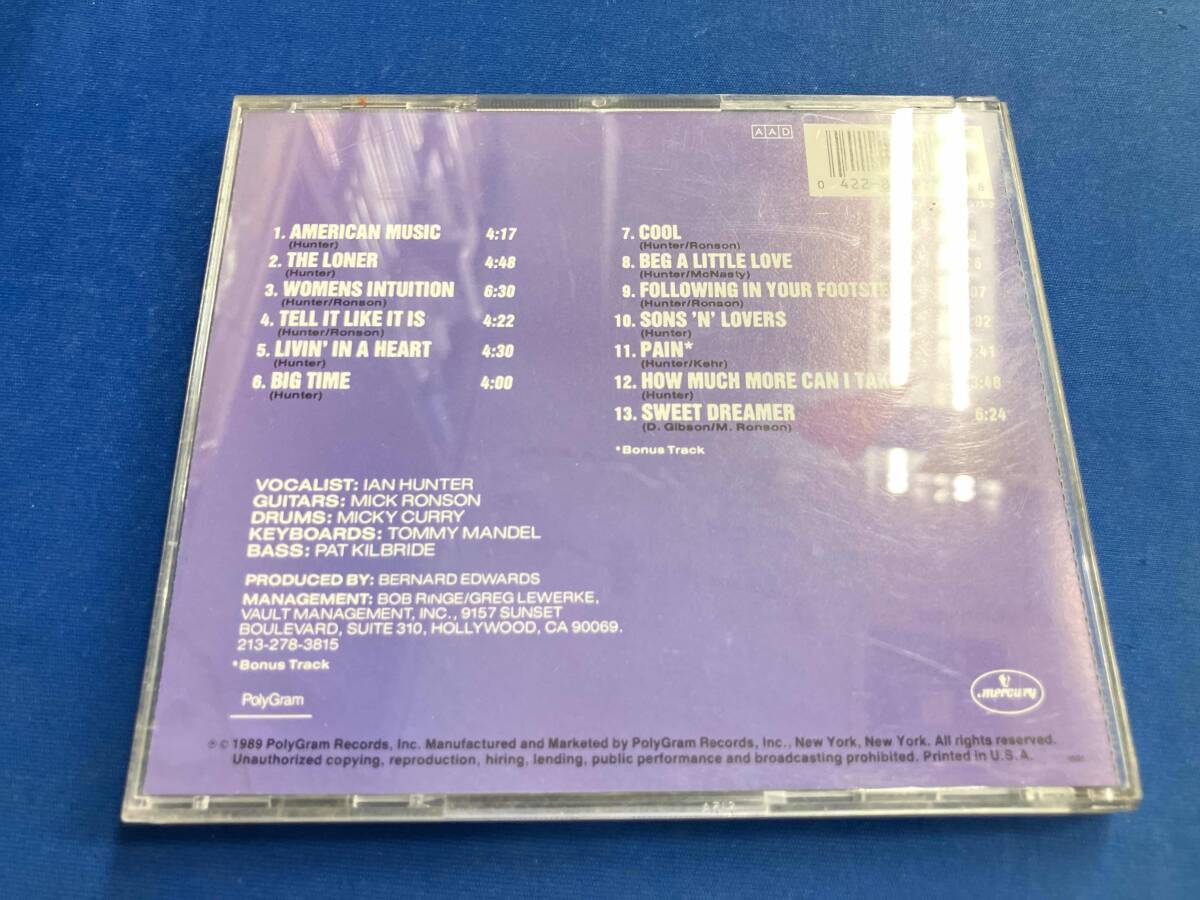 AAD
0 422-8
1. AMERICAN MUSIC 4:17
(Hunter)
2. THE LONER 4:48
(Hunter)
3. WOMENS INTUITION 6:30
(Hunter/Ronson)
4. TELL IT LIKE IT IS 4:22
(Hunter/Ronson)
5. LIVIN' IN A HEART 4:30
(Hunter)
6. BIG TIME 4:00
(Hunter)
7. COOL
(Hunter/Ronson)
8. BEG A LITTLE LOVE
(Hunter/McNasty)
9. FOLLOWING IN YOUR
(Hunter/Ronson)
10. SONS 'N' LOVERS
(Hunter)
11. PAIN*
(Hunter/Kehr)
12. HOW MUCH MORE CAN I 3:48
(Hunter)
13. SWEET DREAMER 6:24
(D. Gibson/M. Ronson)
*Bonus Track
VOCALIST: IAN HUNTER
GUITARS: MICK RONSON
DRUMS: MICKY CURRY
KEYBOARDS: TOMMY MANDEL
BASS: PAT KILBRIDE
PRODUCED BY: BERNARD EDWARDS
MANAGEMENT: BOB RINGE/GREG LEWERKE,
VAULT MANAGEMENT, INC., 9157 SUNSET
BOULEVARD, SUITE 310, HOLLYWOOD, CA 90069.
213-278-3815
*Bonus Track
PolyGram
mercury
℗ © 1989 PolyGram Records, Inc. Manufactured and Marketed by PolyGram Records, Inc., New York, New York. All rights reserved.
Unauthorized copying, reproduction, hiring, lending, public performance and broadcasting prohibited. Printed in U.S.A.